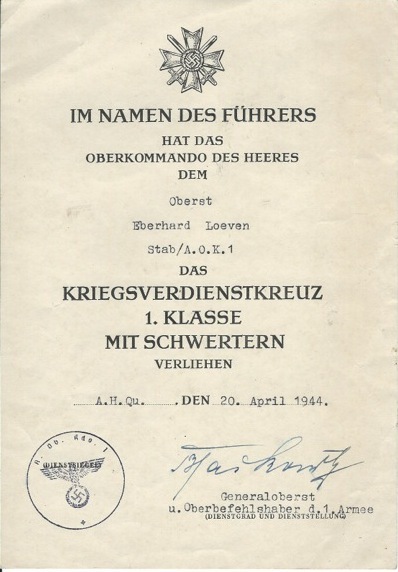 IM NAMEN DES FÜHRERS
HAT DAS
OBERKOMMANDO DES HEERES
DEM
Oberst
Eberhard Loeven
Stab/A.O.K.1
DAS
KRIEGSVERDIENSTKREUZ
1. KLASSE
MIT SCHWERTERN
VERLIEHEN
A.H.Qu. , DEN 20. April 1944.
DIENSTSIEGEL
Blaskowitz
Generaloberst
u.Oberbefehlshaber d.1.Armee
(DIENSTGRAD UND DIENSTSTELLUNG)